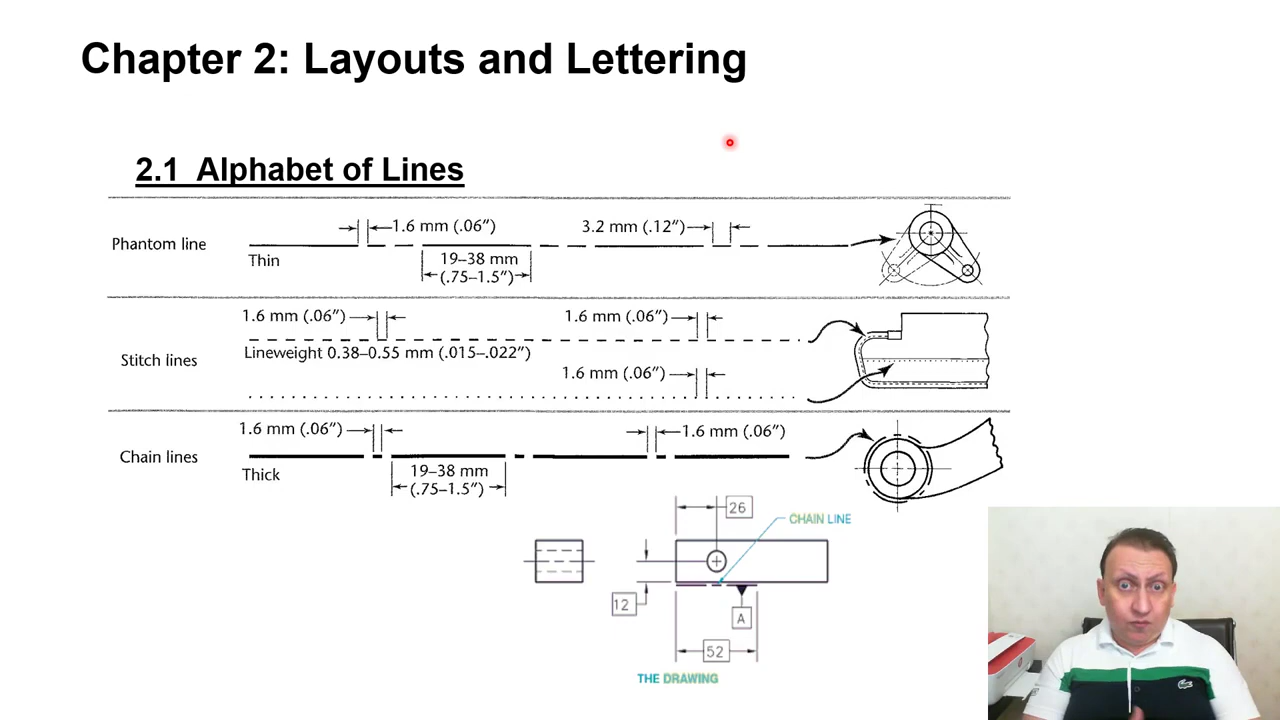 Chapter 2: Layouts and Lettering
2.1 Alphabet of Lines
Phantom line
1.6 mm (.06″)
3.2 mm (.12″)
Thin
19–38 mm
(.75–1.5″)
Stitch lines
1.6 mm (.06″)
1.6 mm (.06″)
Lineweight 0.38–0.55 mm (.015–.022″)
1.6 mm (.06″)
Chain lines
1.6 mm (.06″)
1.6 mm (.06″)
Thick
19–38 mm
(.75–1.5″)
26
CHAIN LINE
12
A
52
THE DRAWING